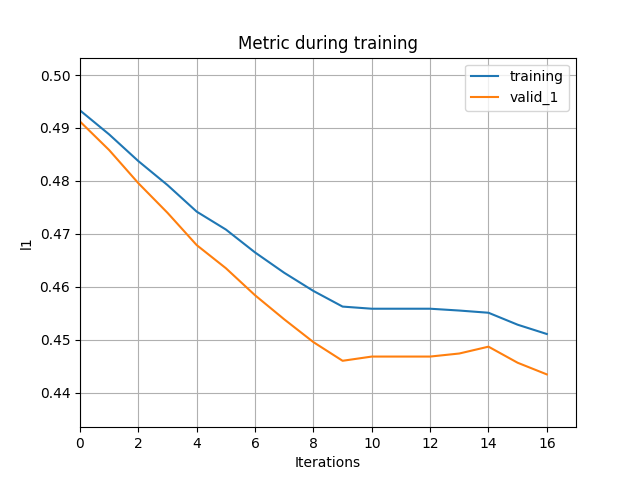 Metric during training
training
valid_1
0.50
0.49
0.48
0.47
0.46
0.45
0.44
l1
0 2 4 6 8 10 12 14 16
Iterations